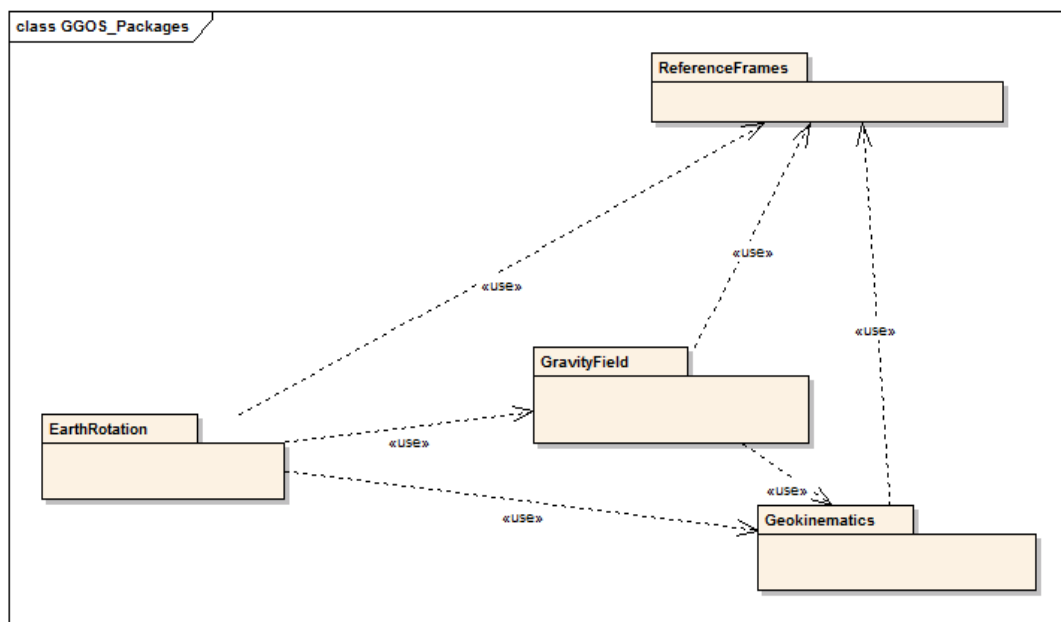 class GGOS_Packages
ReferenceFrames
«use»
«use»
«use»
GravityField
EarthRotation
«use»
«use»
«use»
Geokinematics